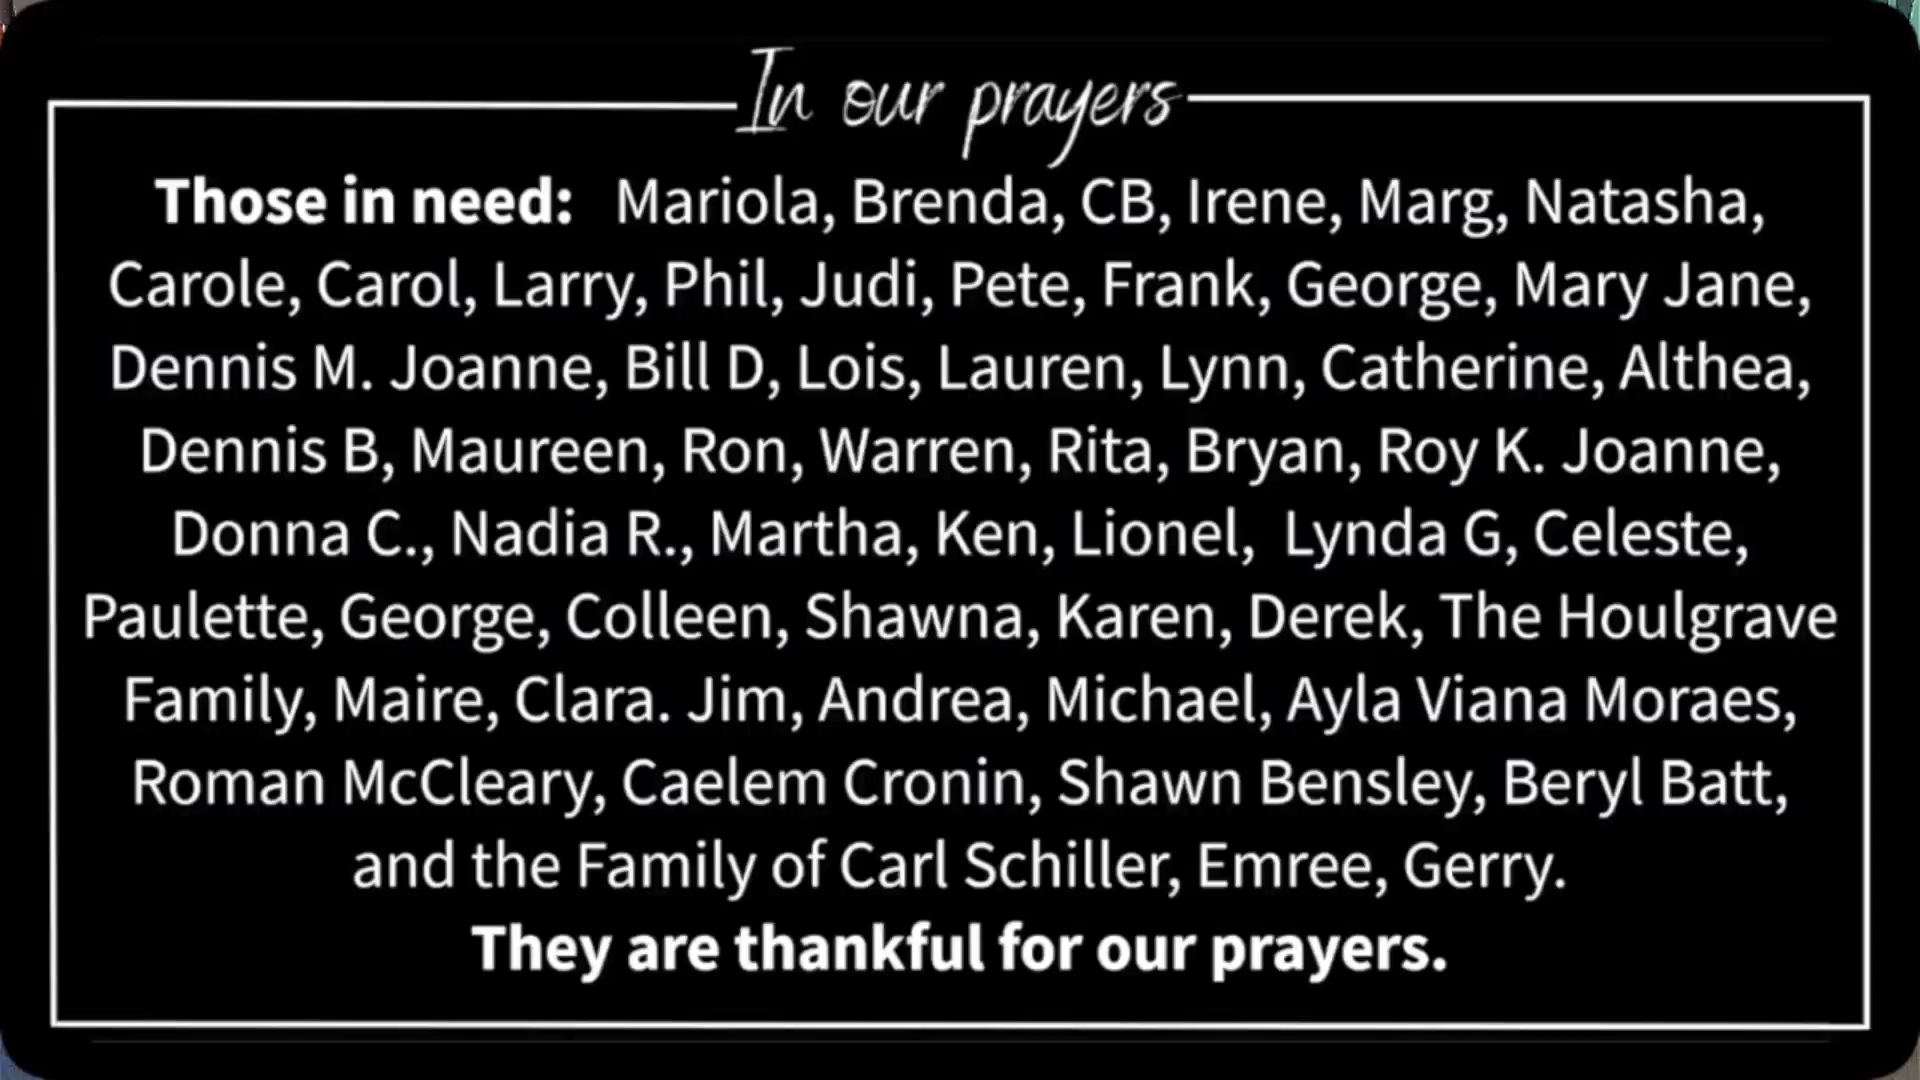 In our prayers
Those in need: Mariola, Brenda, CB, Irene, Marg, Natasha,
Carole, Carol, Larry, Phil, Judi, Pete, Frank, George, Mary Jane,
Dennis M. Joanne, Bill D, Lois, Lauren, Lynn, Catherine, Althea,
Dennis B, Maureen, Ron, Warren, Rita, Bryan, Roy K. Joanne,
Donna C., Nadia R., Martha, Ken, Lionel, Lynda G, Celeste,
Paulette, George, Colleen, Shawna, Karen, Derek, The Houlgrave
Family, Maire, Clara. Jim, Andrea, Michael, Ayla Viana Moraes,
Roman McCleary, Caelem Cronin, Shawn Bensley, Beryl Batt,
and the Family of Carl Schiller, Emree, Gerry.
They are thankful for our prayers.